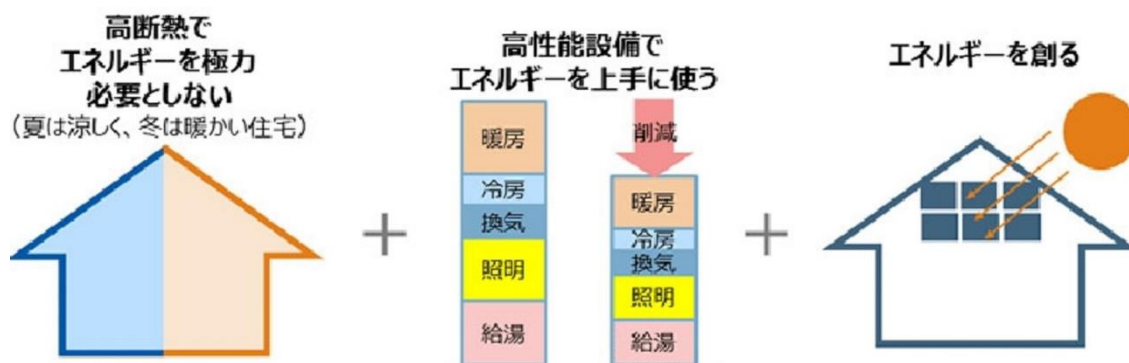 高断熱で
エネルギーを極力
必要としない
（夏は涼しく、冬は暖かい住宅）
高性能設備で
エネルギーを上手に使う
暖房
冷房
換気
照明
給湯
削減
暖房
冷房
換気
照明
給湯
エネルギーを創る